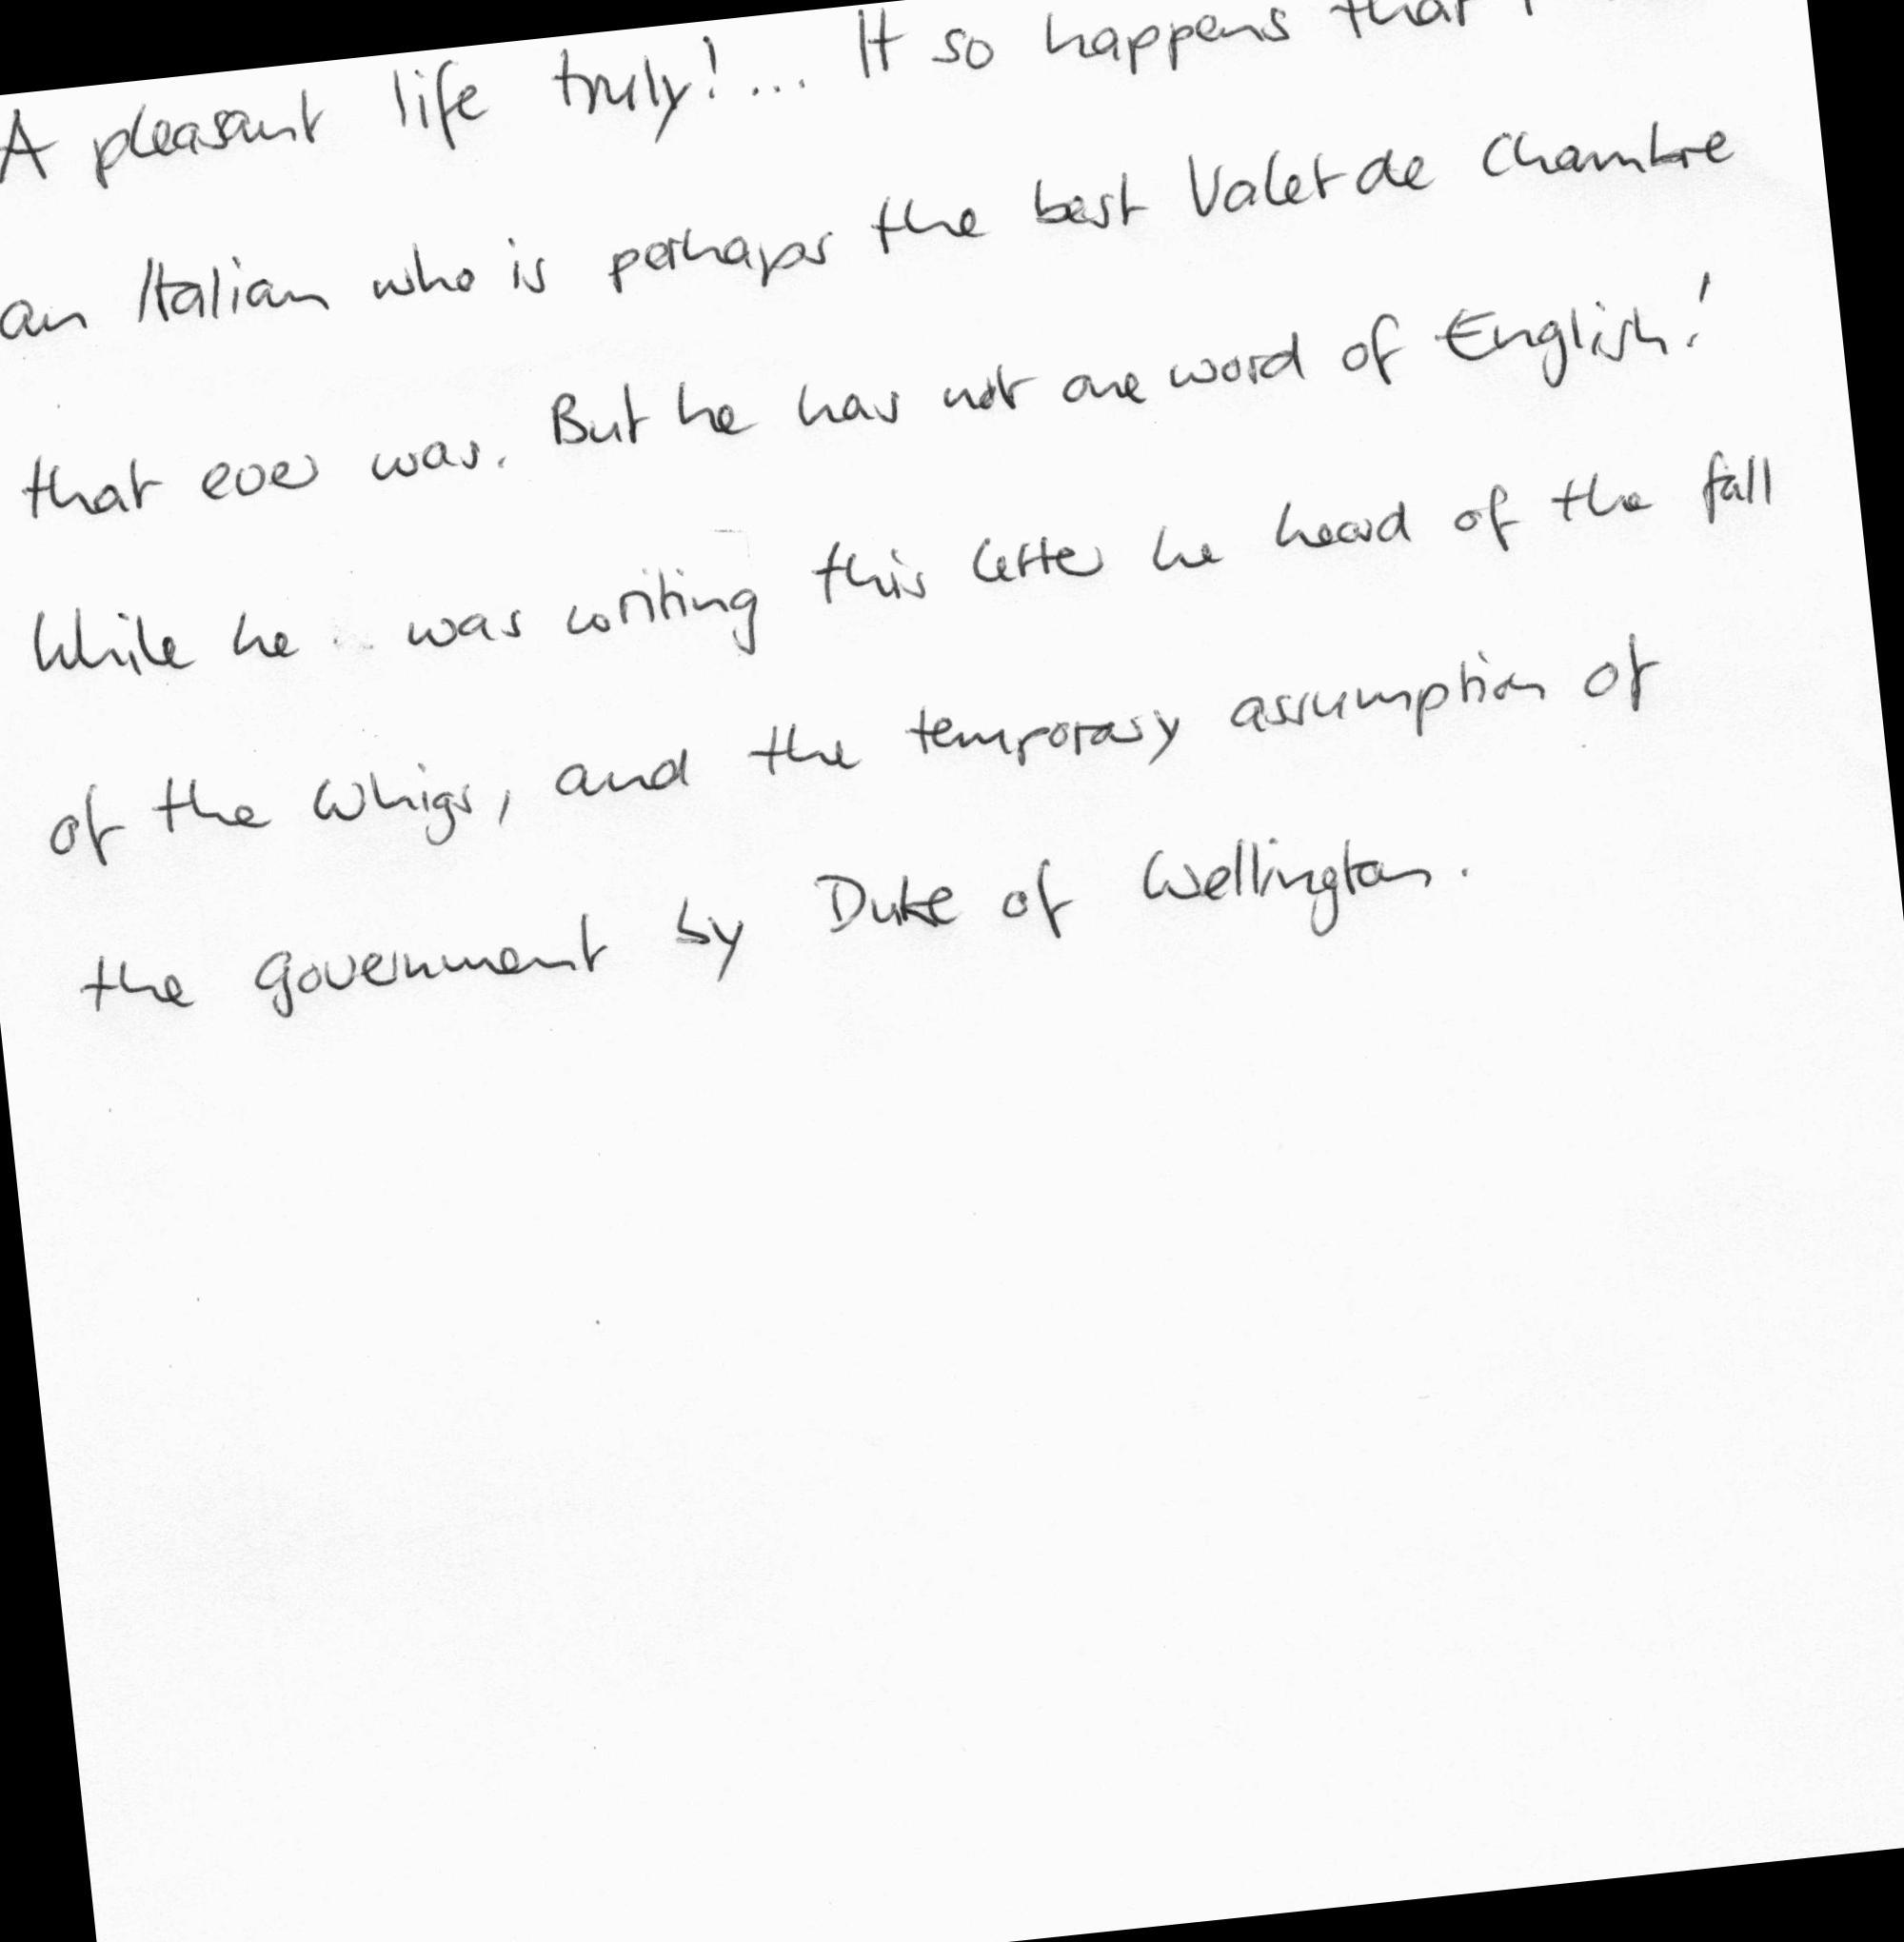 A pleasant life truly!... It so happens that
an Italian who is perhaps the best Valet de Chambre
that ever was. But he has not one word of English!
While he was writing this letter he heard of the fall
of the Whigs, and the temporary assumption of
the government by Duke of Wellington.